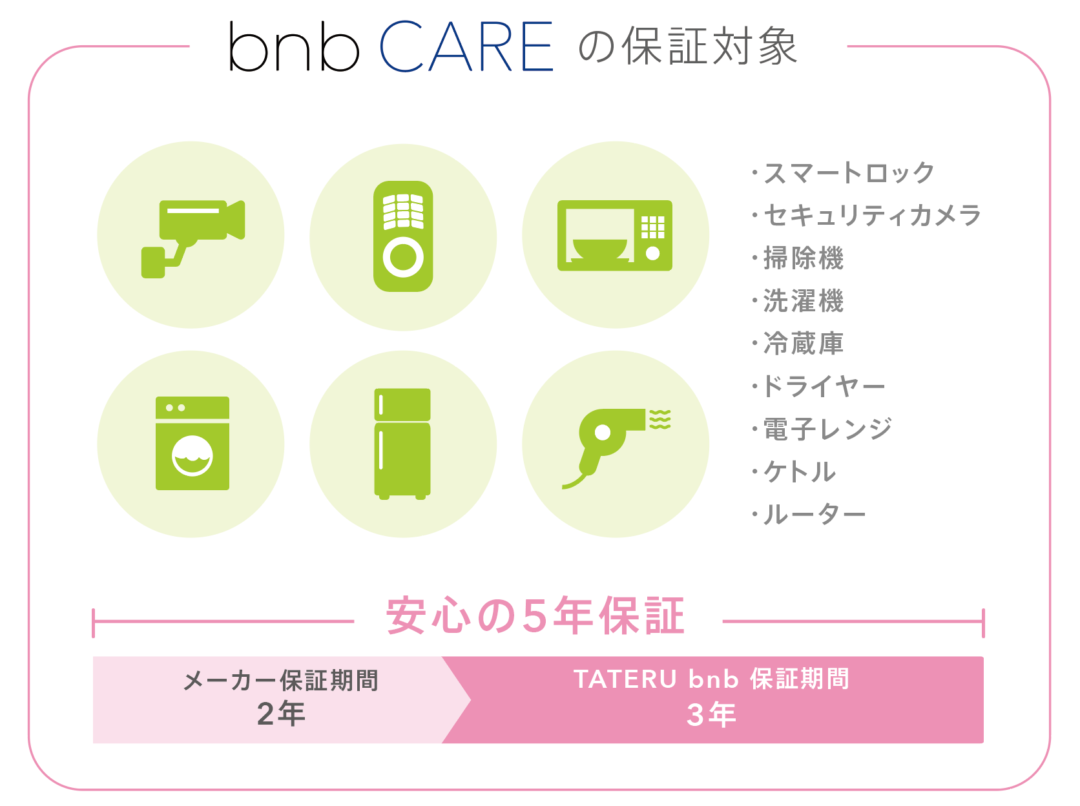 bnb CARE の保証対象
・スマートロック
・セキュリティカメラ
・掃除機
・洗濯機
・冷蔵庫
・ドライヤー
・電子レンジ
・ケトル
・ルーター
安心の5年保証
メーカー保証期間
2年
TATERU bnb 保証期間
3年